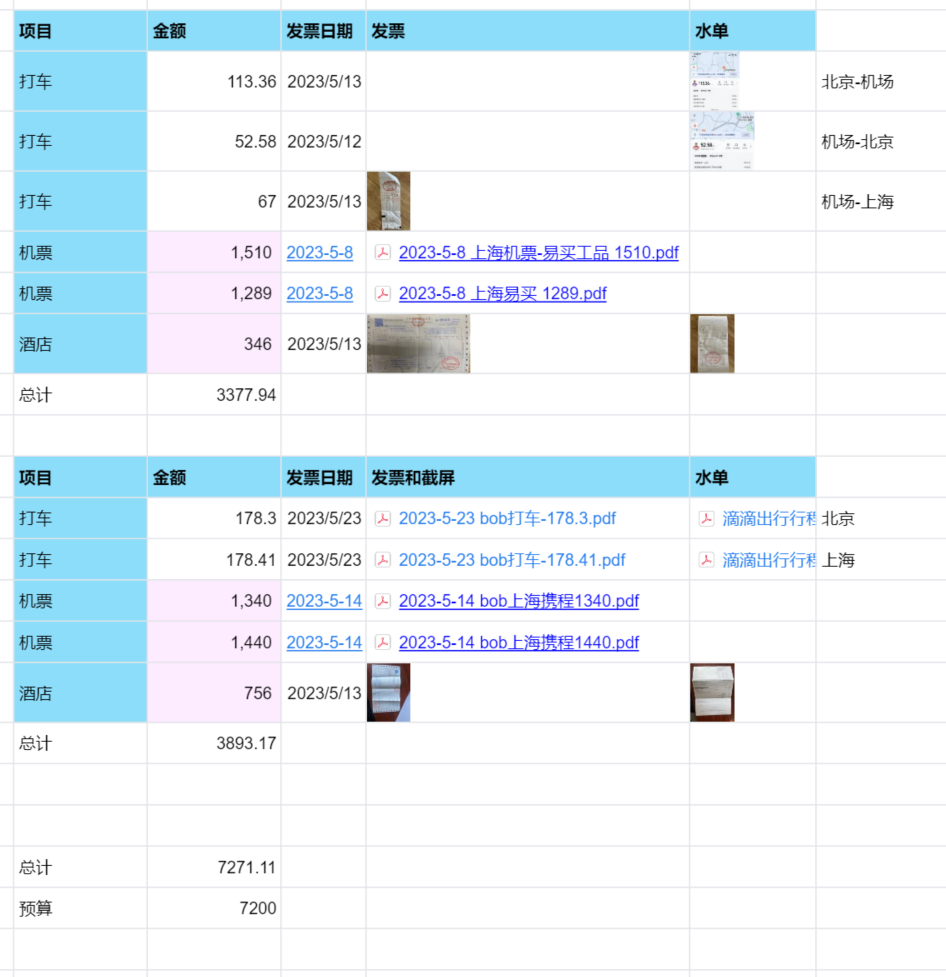 项目 金额 发票日期 发票 水单
打车 113.36 2023/5/13 北京-机场
打车 52.58 2023/5/12 机场-北京
打车 67 2023/5/13 机场-上海
机票 1,510 2023-5-8 2023-5-8 上海机票-易买工品 1510.pdf
机票 1,289 2023-5-8 2023-5-8 上海易买 1289.pdf
酒店 346 2023/5/13
总计 3377.94
项目 金额 发票日期 发票和截屏 水单
打车 178.3 2023/5/23 2023-5-23 bob打车-178.3.pdf 滴滴出行行程 北京
打车 178.41 2023/5/23 2023-5-23 bob打车-178.41.pdf 滴滴出行行程 上海
机票 1,340 2023-5-14 2023-5-14 bob上海携程1340.pdf
机票 1,440 2023-5-14 2023-5-14 bob上海携程1440.pdf
酒店 756 2023/5/13
总计 3893.17
总计 7271.11
预算 7200